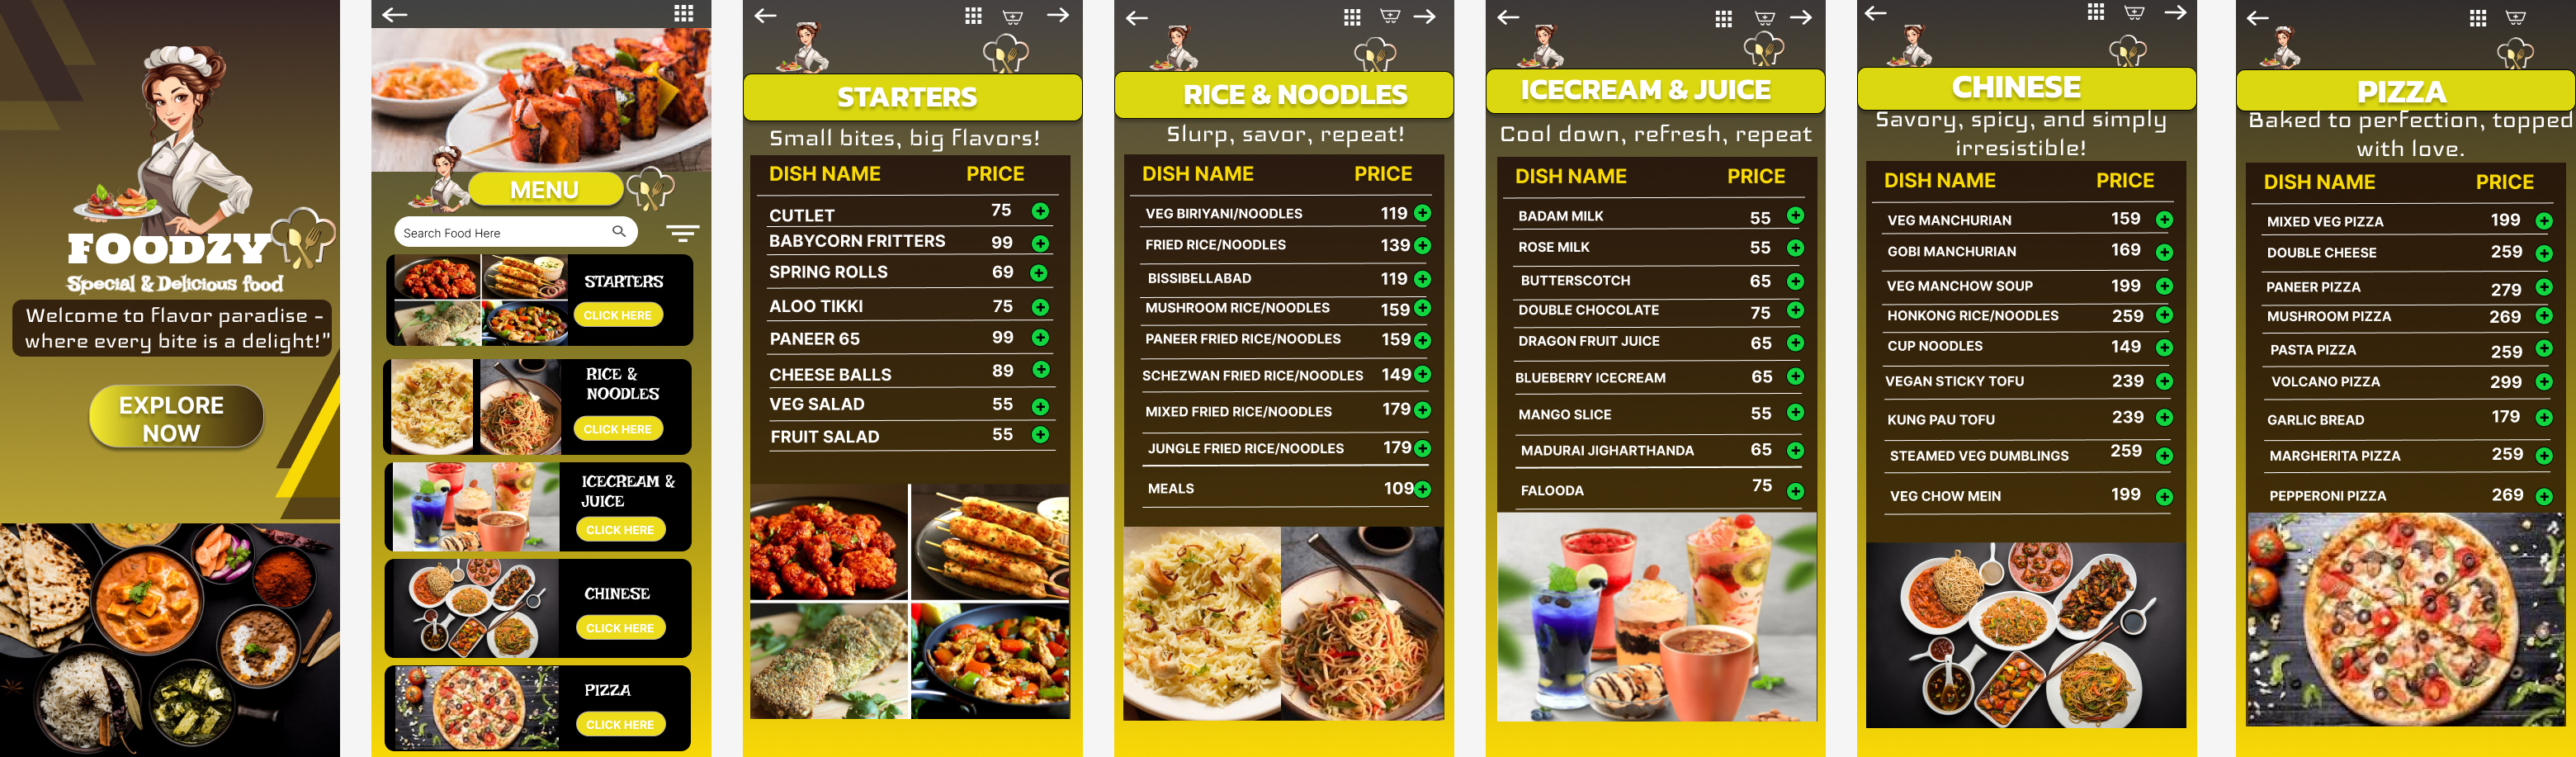 FOODZY
Special & Delicious food
Welcome to flavor paradise -
where every bite is a delight!"
EXPLORE
NOW
MENU
Search Food Here
STARTERS
CLICK HERE
RICE &
NOODLES
CLICK HERE
ICECREAM &
JUICE
CLICK HERE
CHINESE
CLICK HERE
PIZZA
CLICK HERE
STARTERS
Small bites, big flavors!
DISH NAME PRICE
CUTLET 75
BABYCORN FRITTERS 99
SPRING ROLLS 69
ALOO TIKKI 75
PANEER 65 99
CHEESE BALLS 89
VEG SALAD 55
FRUIT SALAD 55
RICE & NOODLES
Slurp, savor, repeat!
DISH NAME PRICE
VEG BIRIYANI/NOODLES 119
FRIED RICE/NOODLES 139
BISSIBELLABAD 119
MUSHROOM RICE/NOODLES 159
PANEER FRIED RICE/NOODLES 159
SCHEZWAN FRIED RICE/NOODLES 149
MIXED FRIED RICE/NOODLES 179
JUNGLE FRIED RICE/NOODLES 179
MEALS 109
ICECREAM & JUICE
Cool down, refresh, repeat
DISH NAME PRICE
BADAM MILK 55
ROSE MILK 55
BUTTERSCOTCH 65
DOUBLE CHOCOLATE 75
DRAGON FRUIT JUICE 65
BLUEBERRY ICECREAM 65
MANGO SLICE 55
MADURAI JIGHARTHANDA 65
FALOODA 75
CHINESE
Savory, spicy, and simply
irresistible!
DISH NAME PRICE
VEG MANCHURIAN 159
GOBI MANCHURIAN 169
VEG MANCHOW SOUP 199
HONKONG RICE/NOODLES 259
CUP NOODLES 149
VEGAN STICKY TOFU 239
KUNG PAU TOFU 239
STEAMED VEG DUMBLINGS 259
VEG CHOW MEIN 199
PIZZA
Baked to perfection, topped
with love.
DISH NAME PRICE
MIXED VEG PIZZA 199
DOUBLE CHEESE 259
PANEER PIZZA 279
MUSHROOM PIZZA 269
PASTA PIZZA 259
VOLCANO PIZZA 299
GARLIC BREAD 179
MARGHERITA PIZZA 259
PEPPERONI PIZZA 269